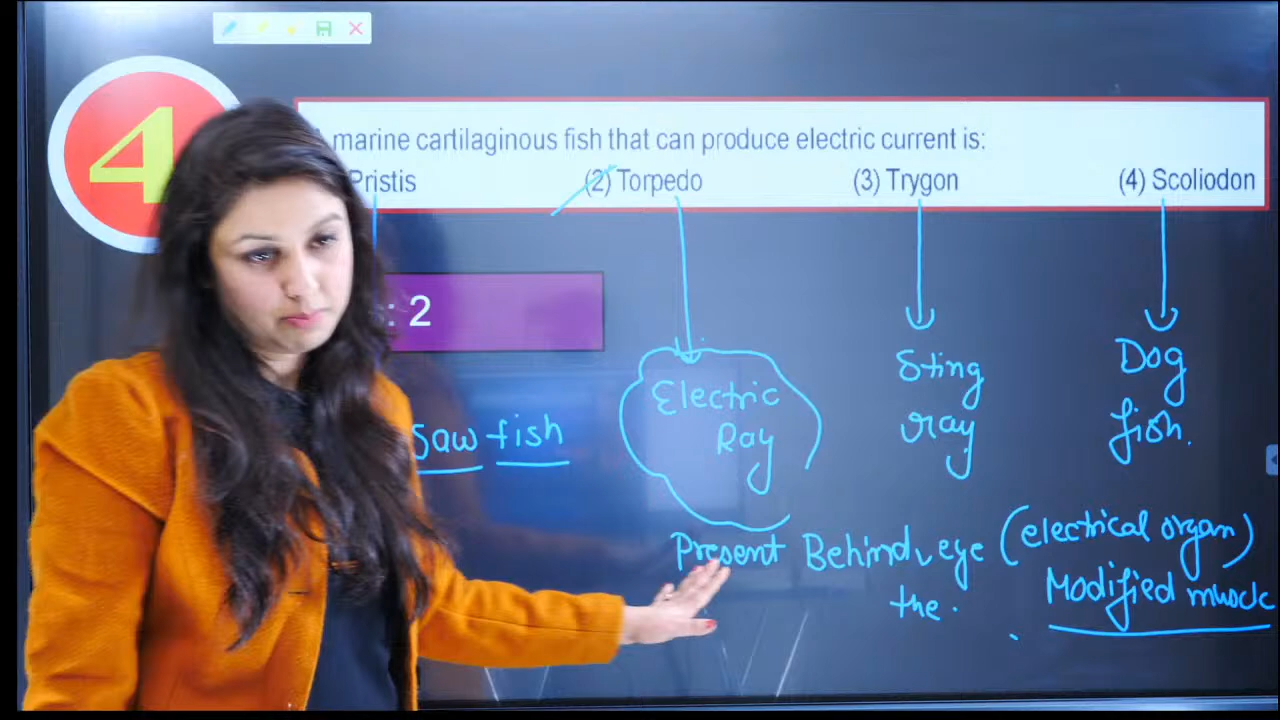 4
marine cartilaginous fish that can produce electric current is:
Pristis (2) Torpedo (3) Trygon (4) Scoliodon
: 2
Saw fish
Electric
Ray
Sting
ray
Dog
fish.
Present Behind eye (electrical organ)
the. Modified muscle